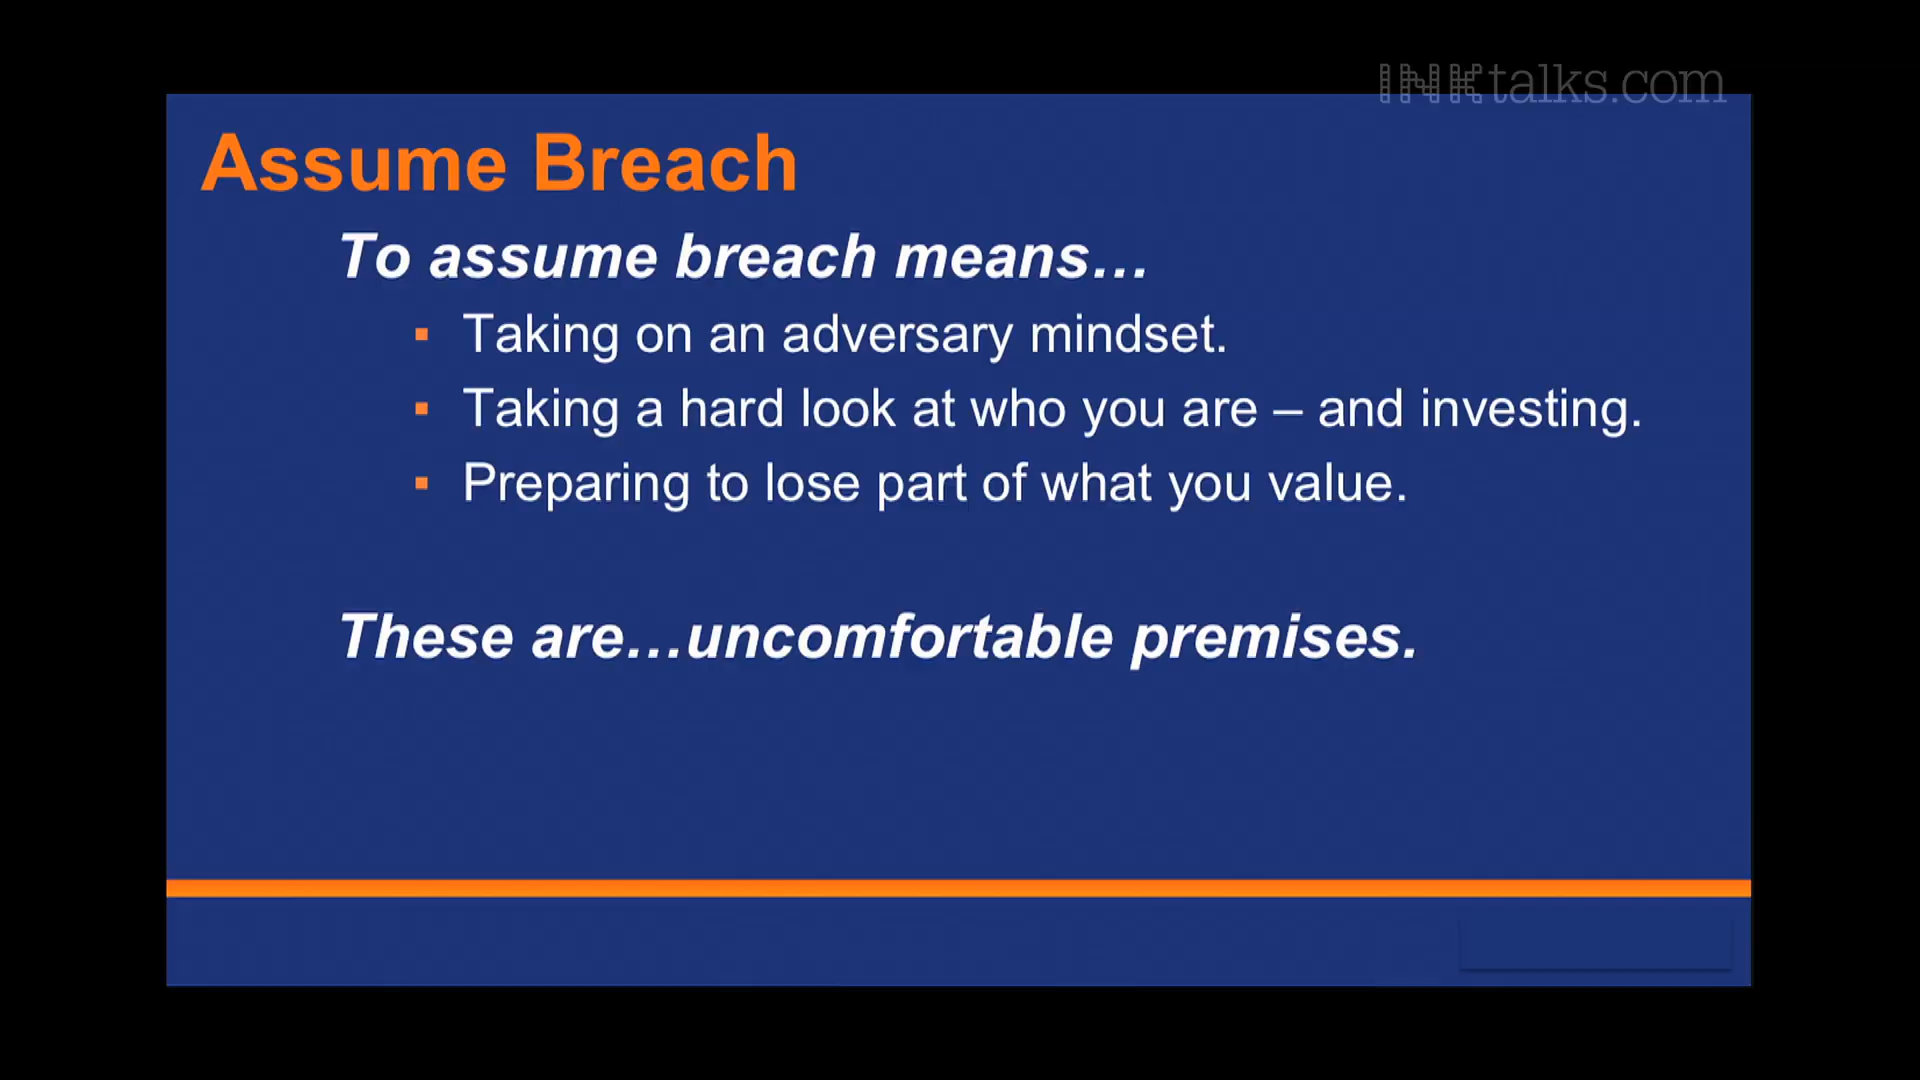 INKtalks.com
Assume Breach
To assume breach means…
▪ Taking on an adversary mindset.
▪ Taking a hard look at who you are – and investing.
▪ Preparing to lose part of what you value.
These are…uncomfortable premises.